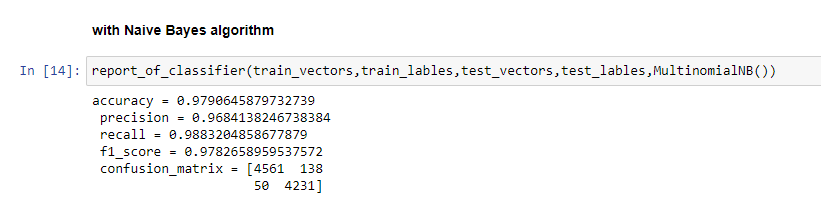 with Naive Bayes algorithm
In [14]: report_of_classifier(train_vectors,train_lables,test_vectors,test_lables,MultinomialNB())
accuracy = 0.9790645879732739
precision = 0.9684138246738384
recall = 0.9883204858677879
f1_score = 0.9782658959537572
confusion_matrix = [4561 138
50 4231]